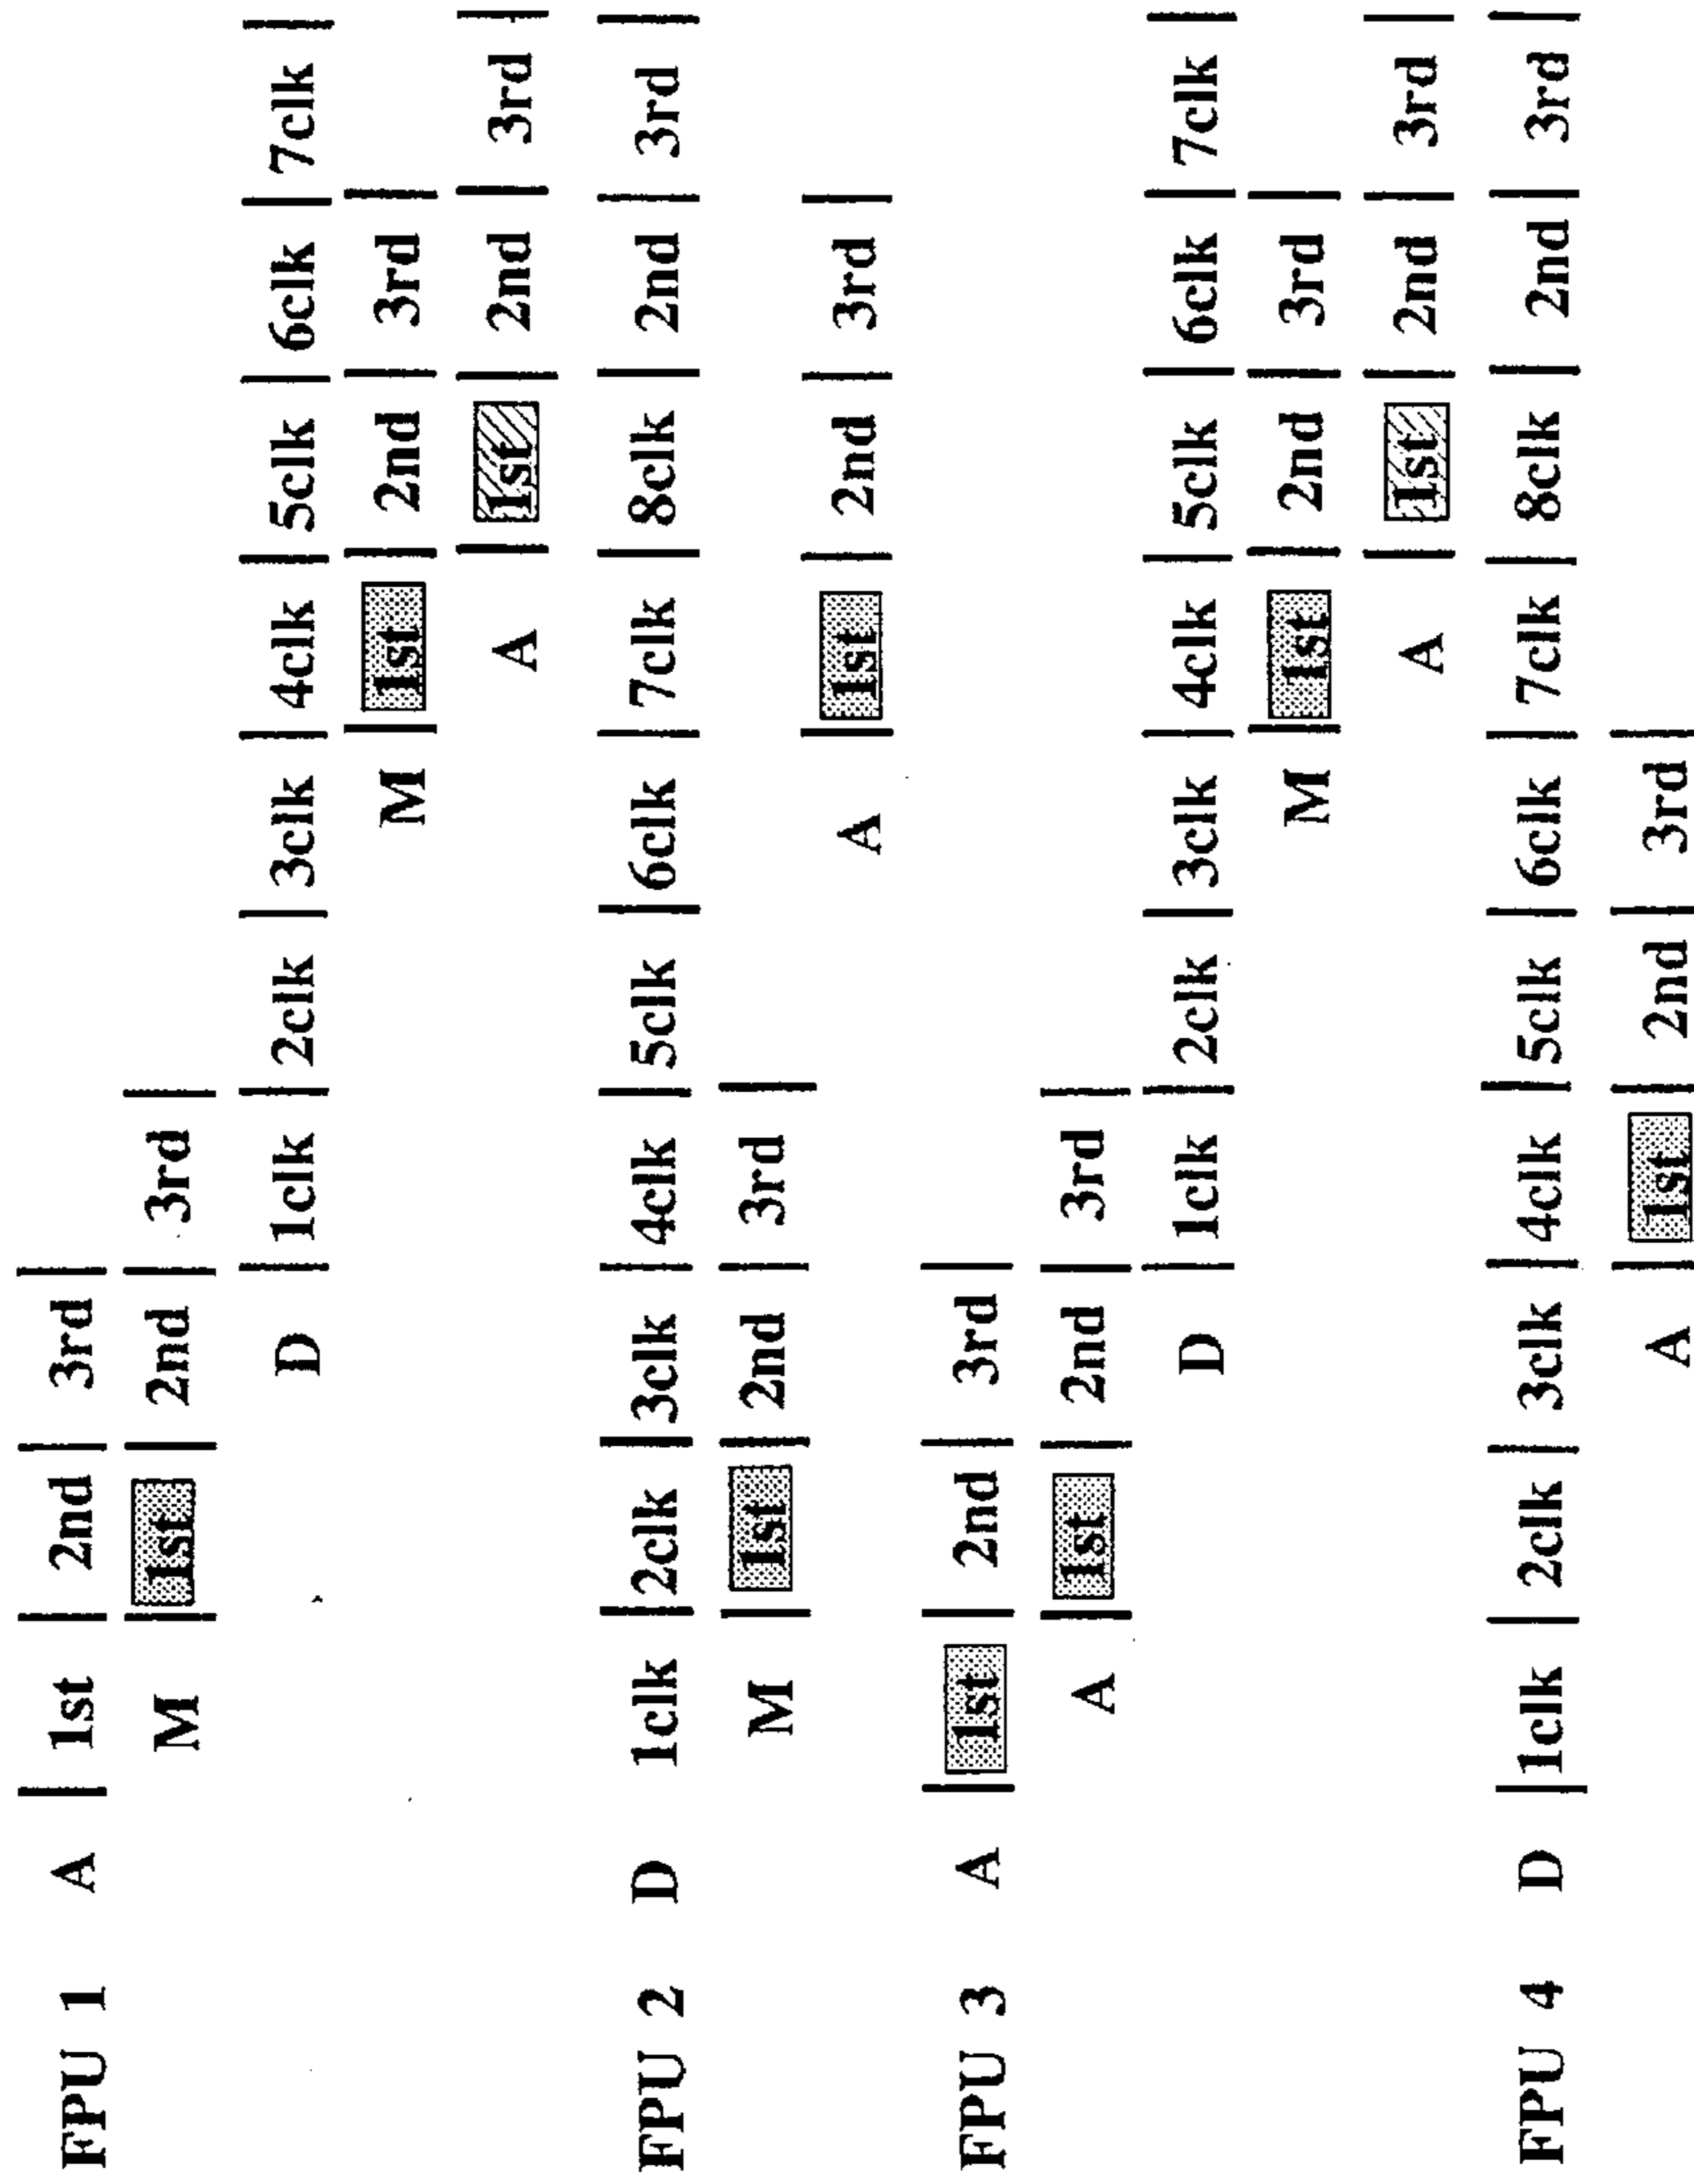 FPU 1 A | 1st | 2nd | 3rd |
M | 1st | 2nd | 3rd |
D | 1clk | 2clk | 3clk | 4clk | 5clk | 6clk | 7clk |
M | 1st | 2nd | 3rd |
A | 1st | 2nd | 3rd |
FPU 2 D 1clk | 2clk | 3clk | 4clk | 5clk | 6clk | 7clk | 8clk | 2nd | 3rd |
M | 1st | 2nd | 3rd |
A | 1st | 2nd | 3rd |
FPU 3 A | 1st | 2nd | 3rd |
A | 1st | 2nd | 3rd |
D | 1clk | 2clk | 3clk | 4clk | 5clk | 6clk | 7clk |
M | 1st | 2nd | 3rd |
A | 1st | 2nd | 3rd |
FPU 4 D | 1clk | 2clk | 3clk | 4clk | 5clk | 6clk | 7clk | 8clk | 2nd | 3rd |
A | 1st | 2nd | 3rd |